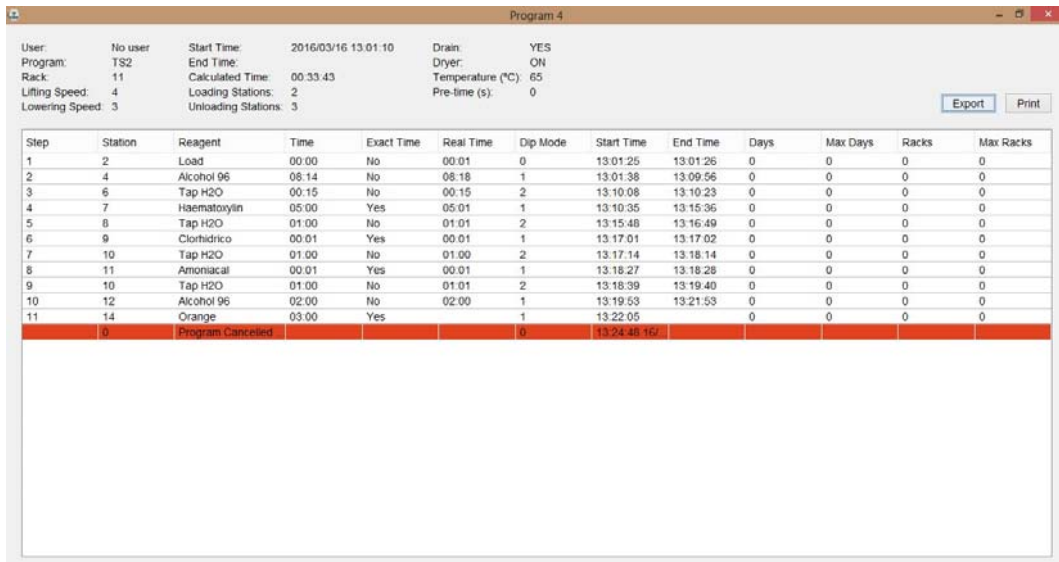 Program 4
User: No user Start Time: 2016/03/16 13:01:10 Drain: YES
Program: TS2 End Time: Dryer: ON
Rack: 11 Calculated Time: 00:33:43 Temperature (ºC): 65
Lifting Speed: 4 Loading Stations: 2 Pre-time (s): 0
Lowering Speed: 3 Unloading Stations: 3
Export Print
Step Station Reagent Time Exact Time Real Time Dip Mode Start Time End Time Days Max Days Racks Max Racks
1 2 Load 00:00 No 00:01 0 13:01:25 13:01:26 0 0 0 0
2 4 Alcohol 96 08:14 No 08:18 1 13:01:38 13:09:56 0 0 0 0
3 6 Tap H2O 00:15 No 00:15 2 13:10:08 13:10:23 0 0 0 0
4 7 Haematoxylin 05:00 Yes 05:01 1 13:10:35 13:15:36 0 0 0 0
5 8 Tap H2O 01:00 No 01:01 2 13:15:48 13:16:49 0 0 0 0
6 9 Clorhidrico 00:01 Yes 00:01 1 13:17:01 13:17:02 0 0 0 0
7 10 Tap H2O 01:00 No 01:00 2 13:17:14 13:18:14 0 0 0 0
8 11 Amoniacal 00:01 Yes 00:01 1 13:18:27 13:18:28 0 0 0 0
9 10 Tap H2O 01:00 No 01:01 2 13:18:39 13:19:40 0 0 0 0
10 12 Alcohol 96 02:00 No 02:00 1 13:19:53 13:21:53 0 0 0 0
11 14 Orange 03:00 Yes 1 13:22:05 0 0 0 0
0 Program Cancelled... 0 13:24:48 16/...